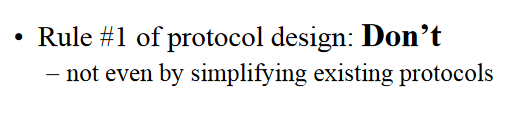 • Rule #1 of protocol design: Don’t
– not even by simplifying existing protocols